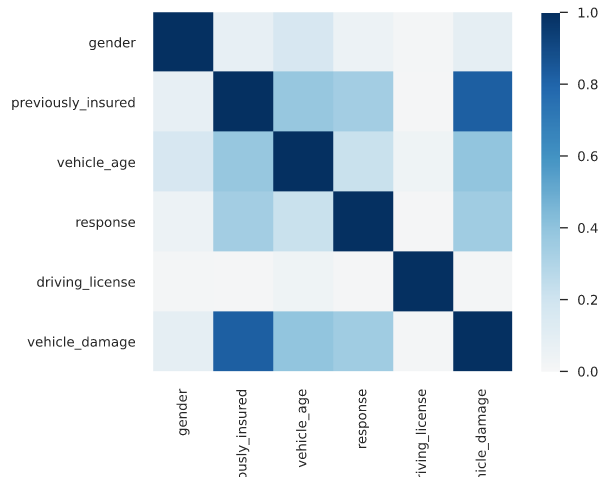 gender
previously_insured
vehicle_age
response
driving_license
vehicle_damage
gender
ously_insured
vehicle_age
response
riving_license
hicle_damage
1.0
0.8
0.6
0.4
0.2
0.0